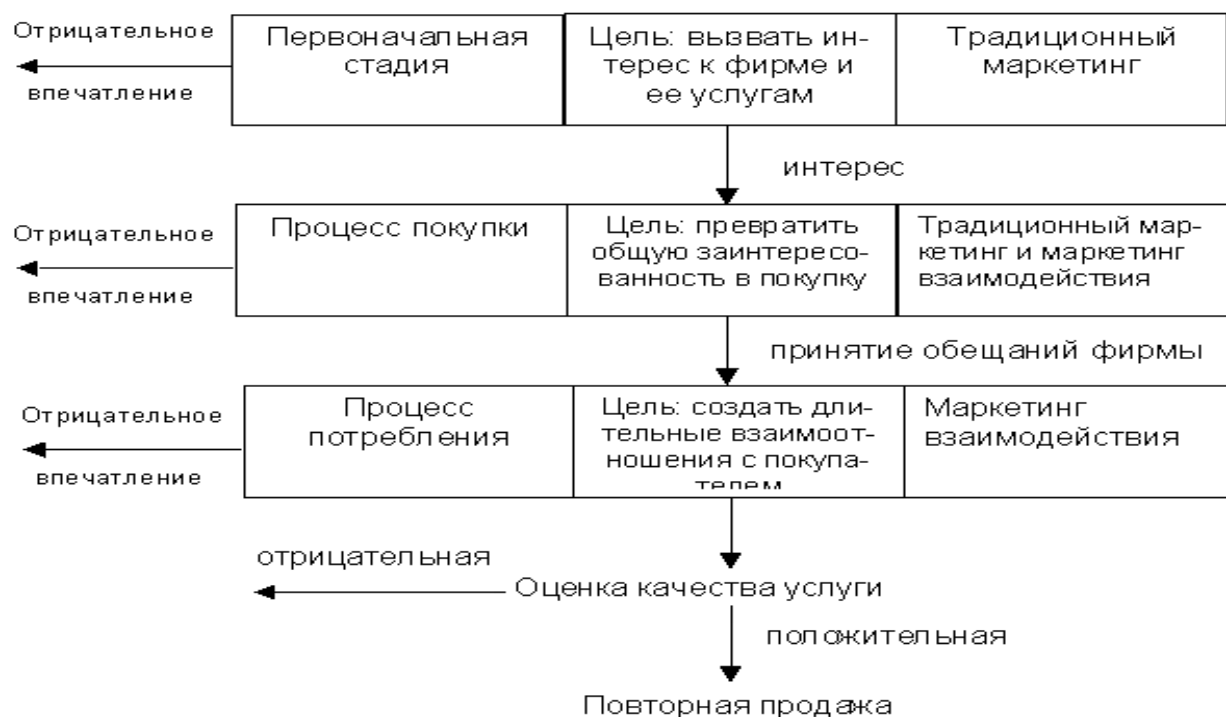 Отрицательное
впечатление
Первоначальная
стадия
Цель: вызвать ин-
терес к фирме и
ее услугам
Традиционный
маркетинг
интерес
Отрицательное
впечатление
Процесс покупки
Цель: превратить
общую заинтересо-
ванность в покупку
Традиционный мар-
кетинг и маркетинг
взаимодействия
принятие обещаний фирмы
Отрицательное
впечатление
Процесс
потребления
Цель: создать дли-
тельные взаимоот-
ношения с покупа-
телем
Маркетинг
взаимодействия
отрицательная
Оценка качества услуги
положительная
Повторная продажа